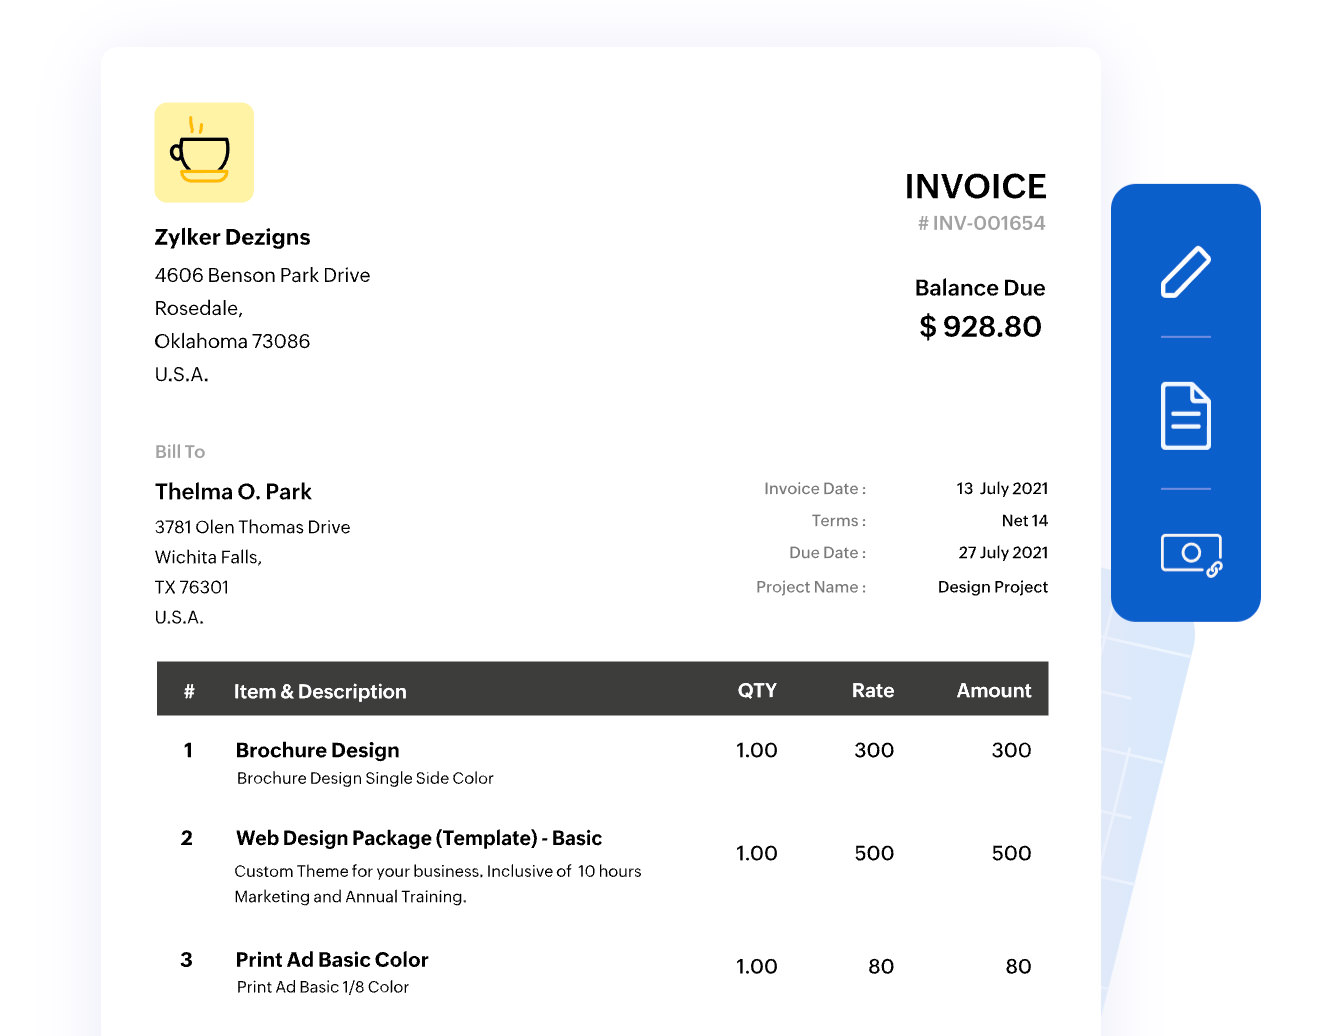 Zylker Dezigns
4606 Benson Park Drive
Rosedale,
Oklahoma 73086
U.S.A.
INVOICE
# INV-001654
Balance Due
$ 928.80
Bill To
Thelma O. Park
3781 Olen Thomas Drive
Wichita Falls,
TX 76301
U.S.A.
Invoice Date : 13 July 2021
Terms : Net 14
Due Date : 27 July 2021
Project Name : Design Project
# Item & Description QTY Rate Amount
1 Brochure Design 1.00 300 300
Brochure Design Single Side Color
2 Web Design Package (Template) - Basic 1.00 500 500
Custom Theme for your business. Inclusive of 10 hours
Marketing and Annual Training.
3 Print Ad Basic Color 1.00 80 80
Print Ad Basic 1/8 Color